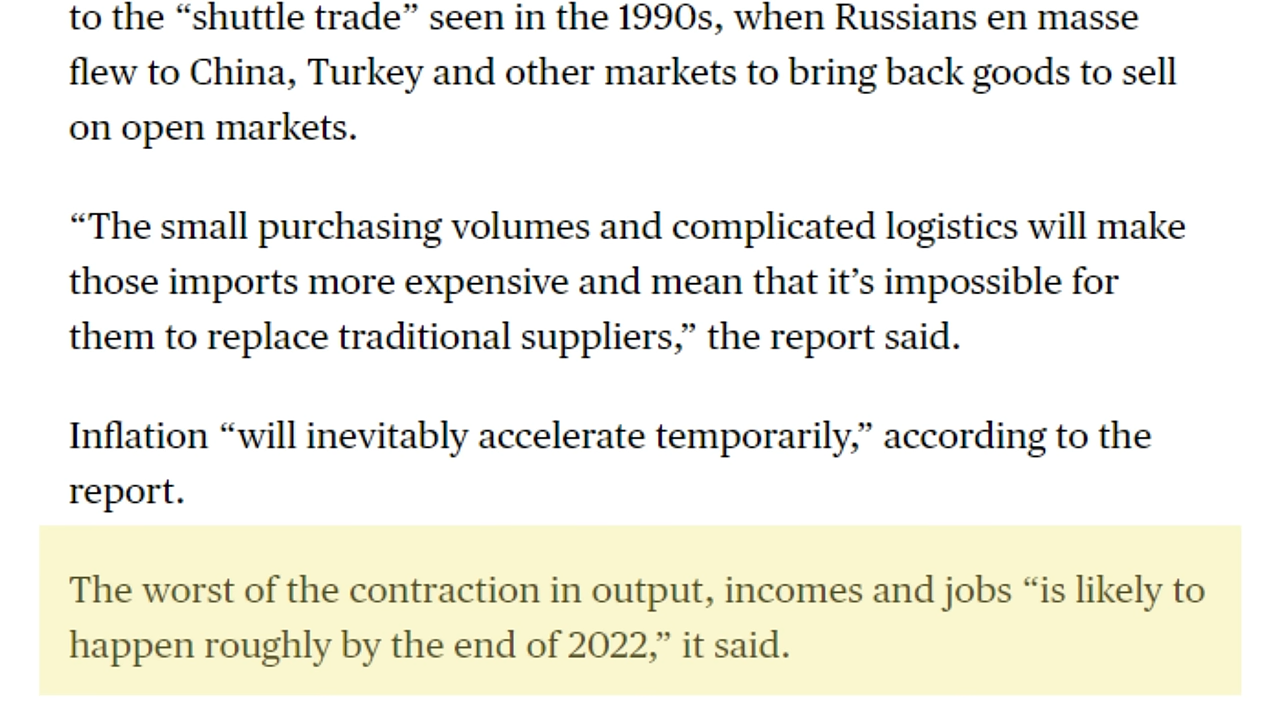 to the “shuttle trade” seen in the 1990s, when Russians en masse
flew to China, Turkey and other markets to bring back goods to sell
on open markets.
“The small purchasing volumes and complicated logistics will make
those imports more expensive and mean that it’s impossible for
them to replace traditional suppliers,” the report said.
Inflation “will inevitably accelerate temporarily,” according to the
report.
The worst of the contraction in output, incomes and jobs “is likely to
happen roughly by the end of 2022,” it said.